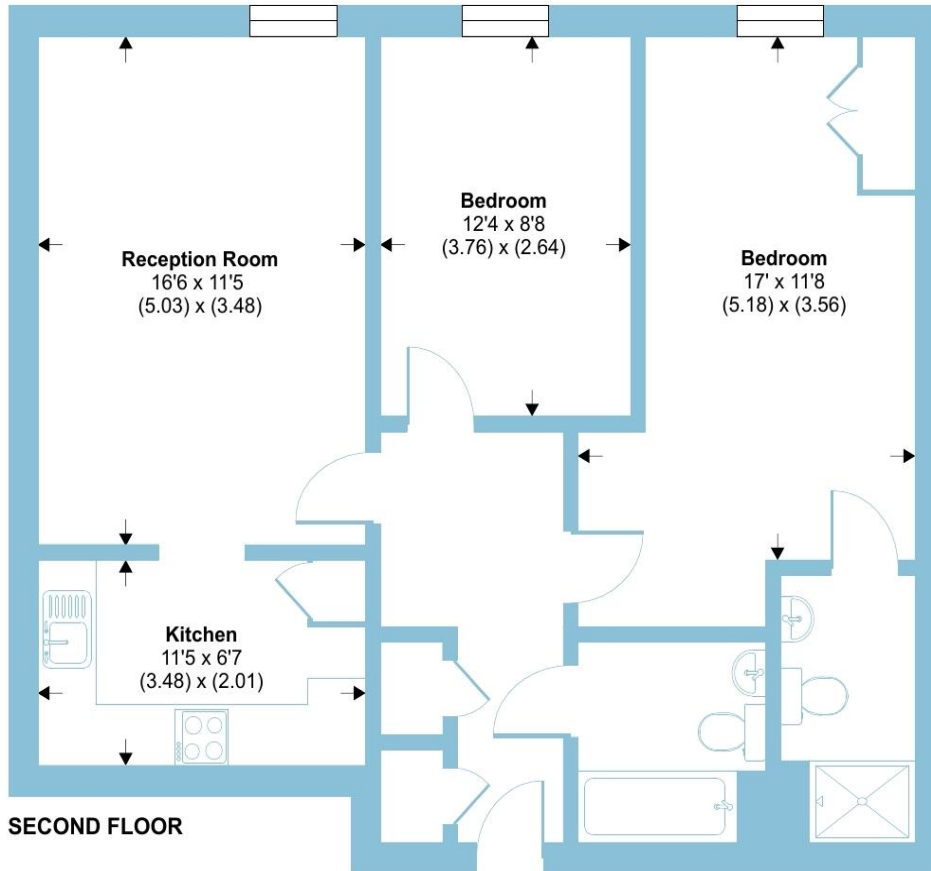 Reception Room
16'6 x 11'5
(5.03) x (3.48)
Bedroom
12'4 x 8'8
(3.76) x (2.64)
Bedroom
17' x 11'8
(5.18) x (3.56)
Kitchen
11'5 x 6'7
(3.48) x (2.01)
SECOND FLOOR